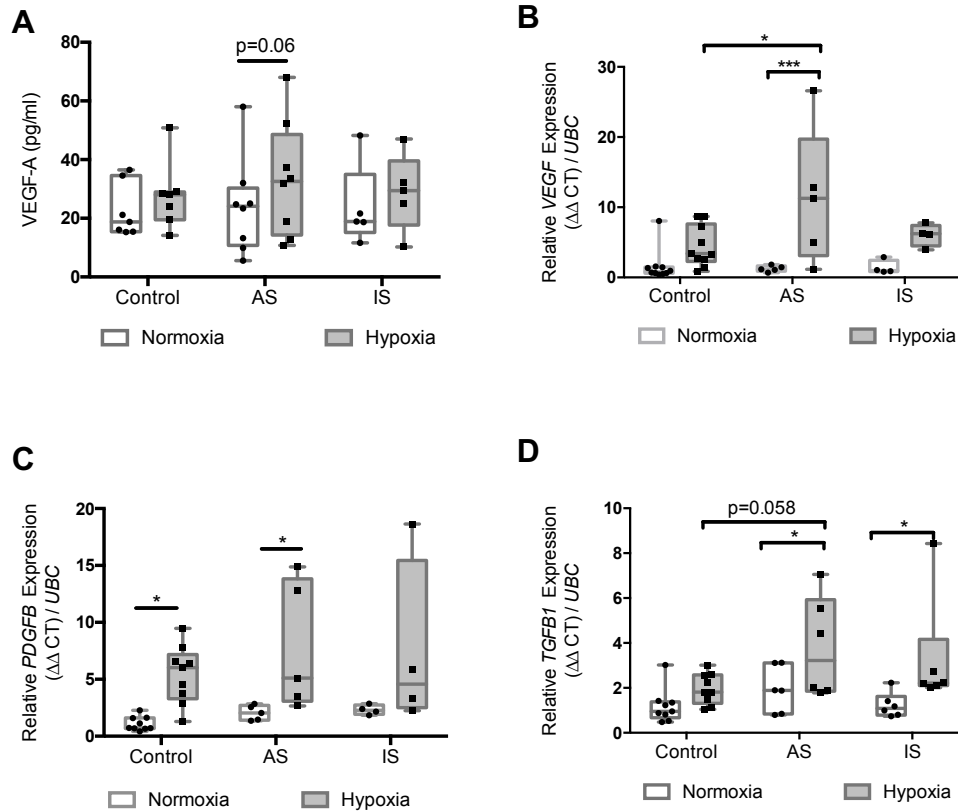 A
VEGF-A (pg/ml)
80
60
40
20
0
p=0.06
Control
AS
IS
Normoxia
Hypoxia
B
Relative VEGF Expression
(ΔΔ CT) / UBC
30
20
10
0
*
***
Control
AS
IS
Normoxia
Hypoxia
C
Relative PDGFB Expression
(ΔΔ CT) / UBC
20
15
10
5
0
*
*
Control
AS
IS
Normoxia
Hypoxia
D
Relative TGFB1 Expression
(ΔΔ CT) / UBC
10
8
6
4
2
0
p=0.058
*
*
Control
AS
IS
Normoxia
Hypoxia